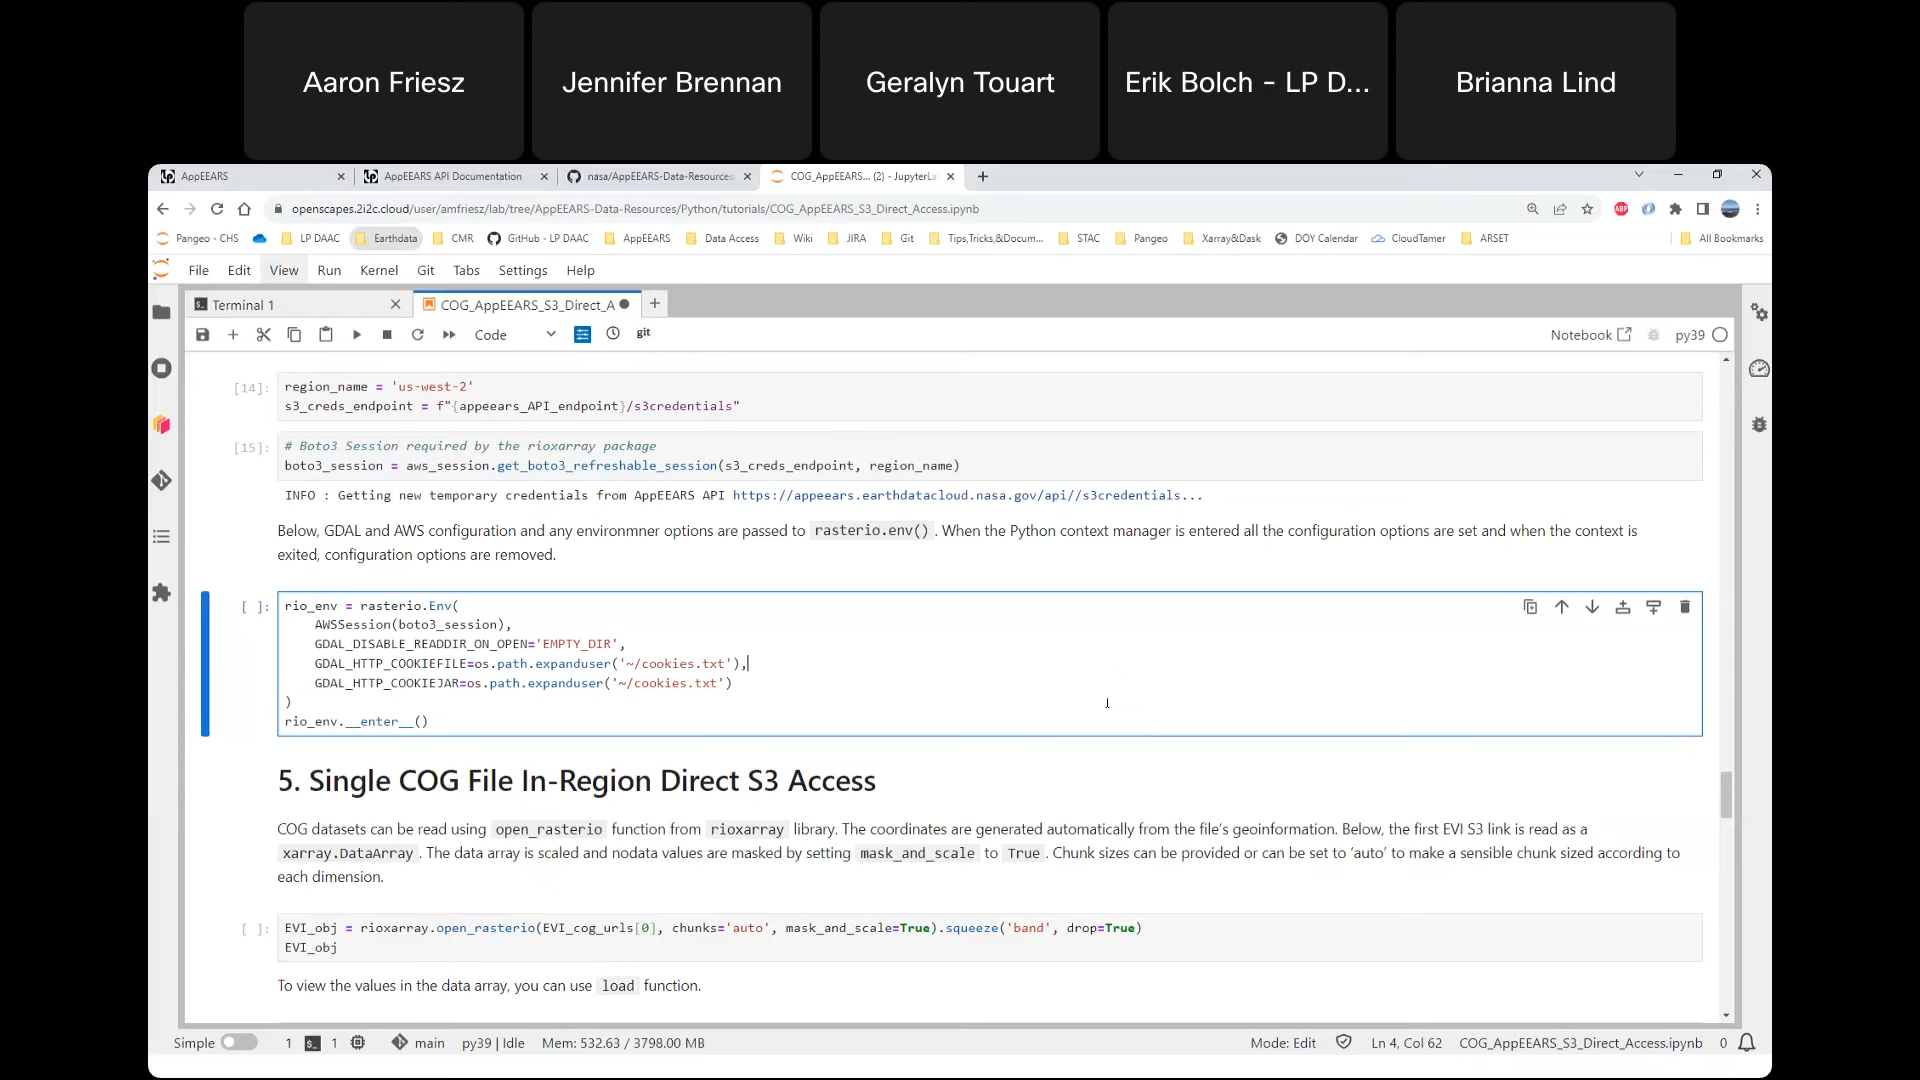 Aaron Friesz
Jennifer Brennan
Geralyn Touart
Erik Bolch - LP D...
Brianna Lind
AppEEARS
AppEEARS API Documentation
nasa/AppEEARS-Data-Resources
COG_AppEEARS... (2) - JupyterLa
openscapes.2i2c.cloud/user/amfriesz/lab/tree/AppEEARS-Data-Resources/Python/tutorials/COG_AppEEARS_S3_Direct_Access.ipynb
ABP
Pangeo - CHS
LP DAAC
Earthdata
CMR
GitHub - LP DAAC
AppEEARS
Data Access
Wiki
JIRA
Git
Tips,Tricks,&Docum...
STAC
Pangeo
Xarray&Dask
DOY Calendar
CloudTamer
ARSET
All Bookmarks
File Edit View Run Kernel Git Tabs Settings Help
Terminal 1
COG_AppEEARS_S3_Direct_A
Code
git
Notebook
py39
[14]:
region_name = 'us-west-2'
s3_creds_endpoint = f"{appeears_API_endpoint}/s3credentials"
[15]:
# Boto3 Session required by the rioxarray package
boto3_session = aws_session.get_boto3_refreshable_session(s3_creds_endpoint, region_name)
INFO : Getting new temporary credentials from AppEEARS API https://appeears.earthdatacloud.nasa.gov/api//s3credentials...
Below, GDAL and AWS configuration and any environmner options are passed to rasterio.env() . When the Python context manager is entered all the configuration options are set and when the context is
exited, configuration options are removed.
[ ]:
rio_env = rasterio.Env(
AWSSession(boto3_session),
GDAL_DISABLE_READDIR_ON_OPEN='EMPTY_DIR',
GDAL_HTTP_COOKIEFILE=os.path.expanduser('~/cookies.txt'),
GDAL_HTTP_COOKIEJAR=os.path.expanduser('~/cookies.txt')
)
rio_env.__enter__()
5. Single COG File In-Region Direct S3 Access
COG datasets can be read using open_rasterio function from rioxarray library. The coordinates are generated automatically from the file's geoinformation. Below, the first EVI S3 link is read as a
xarray.DataArray . The data array is scaled and nodata values are masked by setting mask_and_scale to True . Chunk sizes can be provided or can be set to 'auto' to make a sensible chunk sized according to
each dimension.
[ ]:
EVI_obj = rioxarray.open_rasterio(EVI_cog_urls[0], chunks='auto', mask_and_scale=True).squeeze('band', drop=True)
EVI_obj
To view the values in the data array, you can use load function.
Simple
1
1
main
py39 | Idle
Mem: 532.63 / 3798.00 MB
Mode: Edit
Ln 4, Col 62
COG_AppEEARS_S3_Direct_Access.ipynb
0